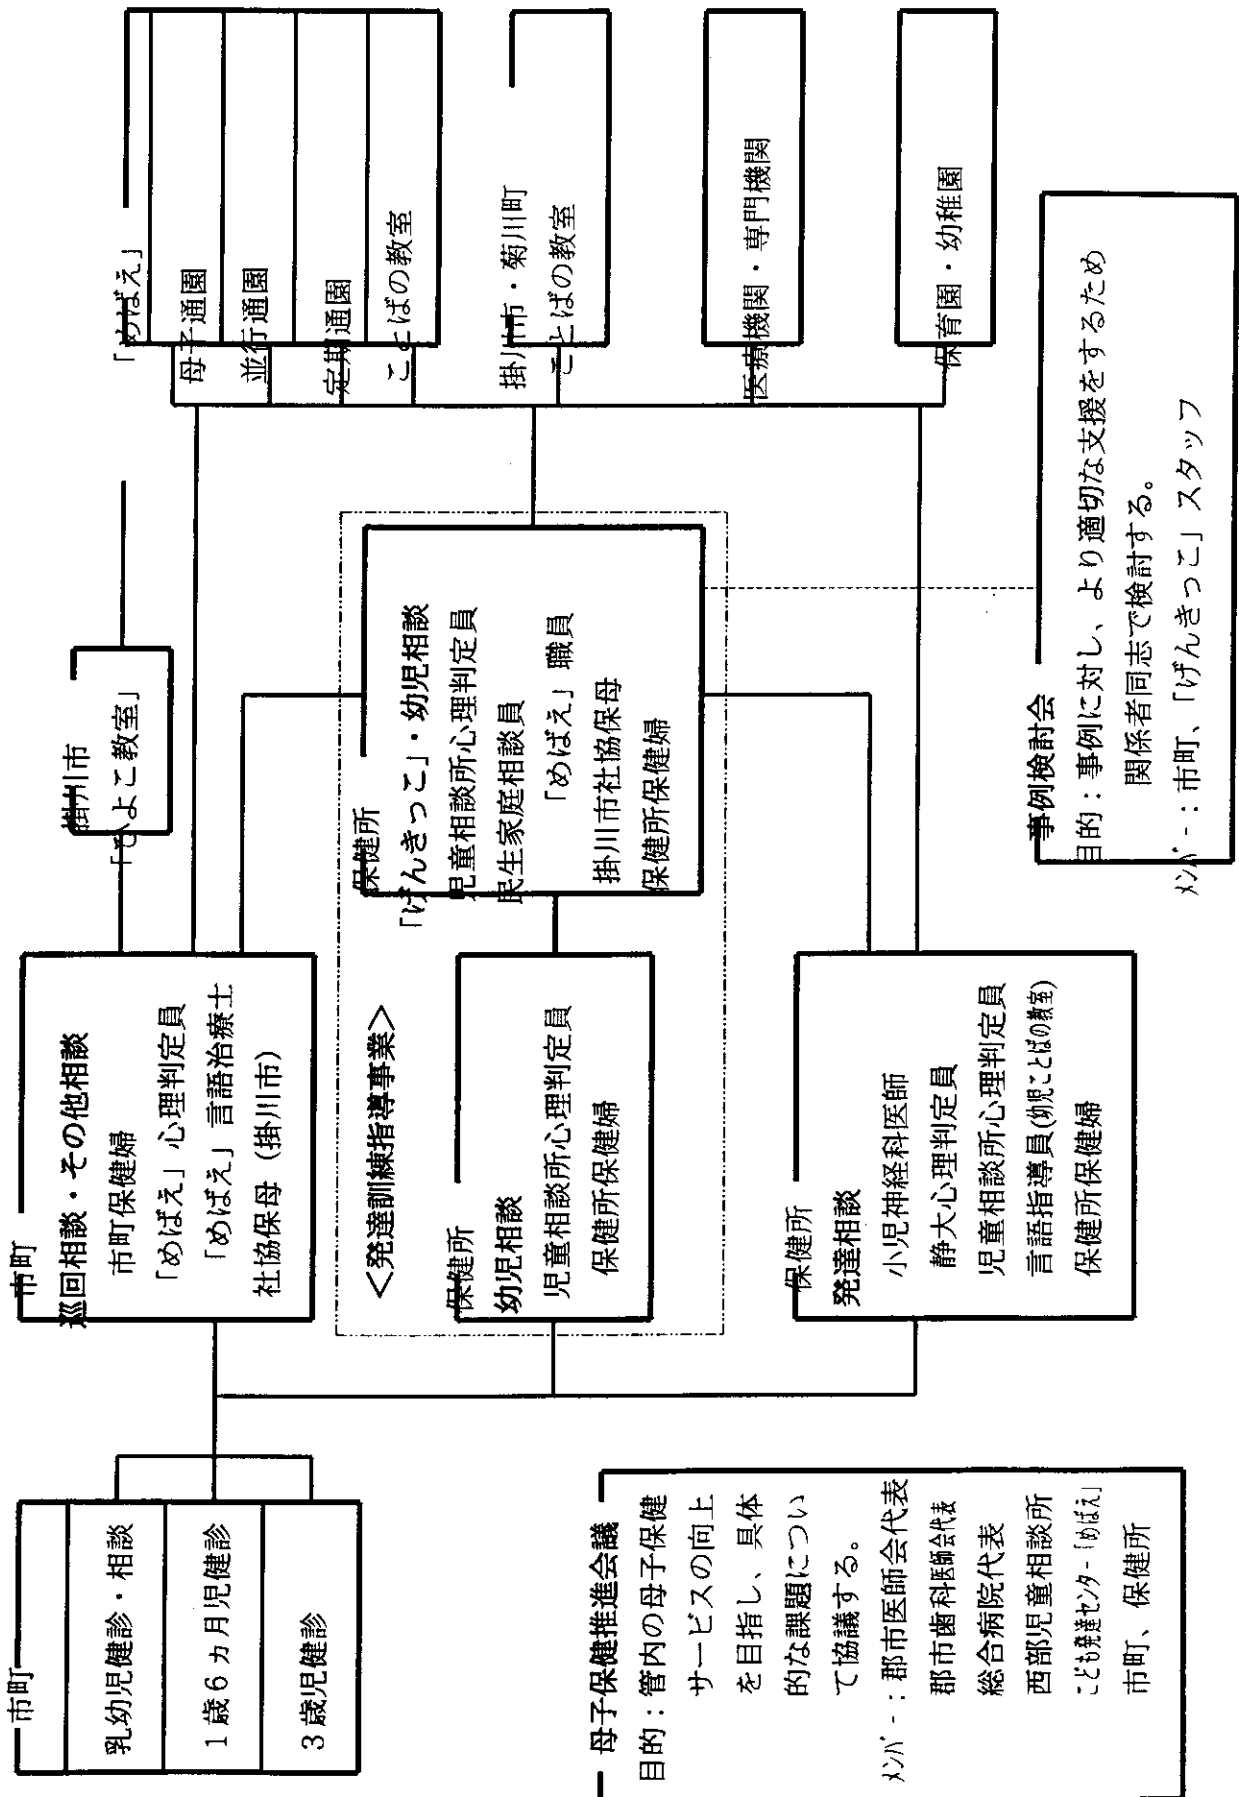 市町
乳幼児健診・相談
1歳6ヵ月児健診
3歳児健診
市町
巡回相談・その他相談
市町保健婦
「めばえ」心理判定員
「めばえ」言語治療士
社協保母（掛川市）
掛川市
「ひよこ教室」
＜発達訓練指導事業＞
保健所
幼児相談
児童相談所心理判定員
保健所保健婦
保健所
「げんきっこ」・幼児相談
児童相談所心理判定員
民生家庭相談員
「めばえ」職員
掛川市社協保母
保健所保健婦
保健所
発達相談
小児神経科医師
静大心理判定員
児童相談所心理判定員
言語指導員(幼児ことばの教室)
保健所保健婦
「めばえ」
母子通園
並行通園
定期通園
ことばの教室
掛川市・菊川町
ことばの教室
医療機関・専門機関
保育園・幼稚園
母子保健推進会議
目的：管内の母子保健
サービスの向上
を目指し、具体
的な課題につい
て協議する。
ﾒﾝﾊﾞｰ：郡市医師会代表
郡市歯科医師会代表
総合病院代表
西部児童相談所
こども発達センター「めばえ」
市町、保健所
事例検討会
目的：事例に対し、より適切な支援をするため
関係者同志で検討する。
ﾒﾝﾊﾞｰ：市町、「げんきっこ」スタッフ